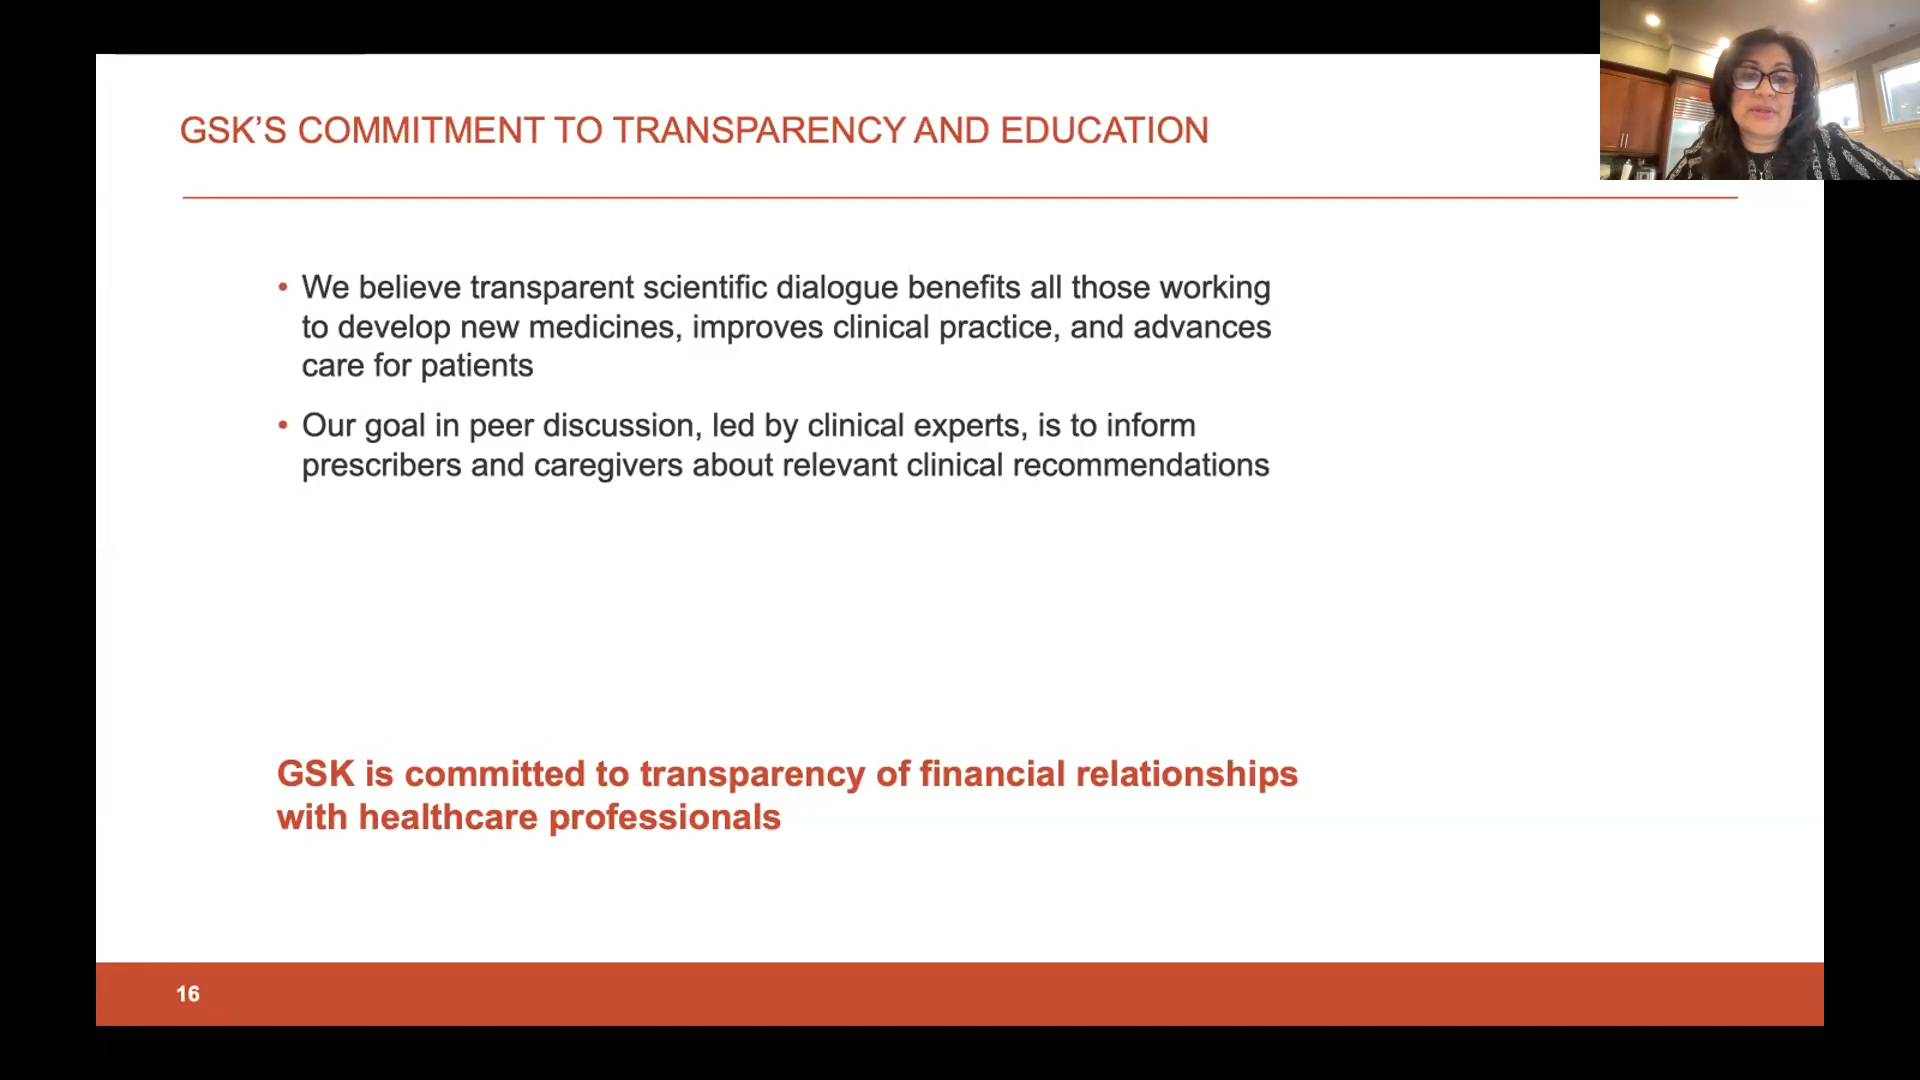 GSK’S COMMITMENT TO TRANSPARENCY AND EDUCATION
• We believe transparent scientific dialogue benefits all those working
to develop new medicines, improves clinical practice, and advances
care for patients
• Our goal in peer discussion, led by clinical experts, is to inform
prescribers and caregivers about relevant clinical recommendations
GSK is committed to transparency of financial relationships
with healthcare professionals
16